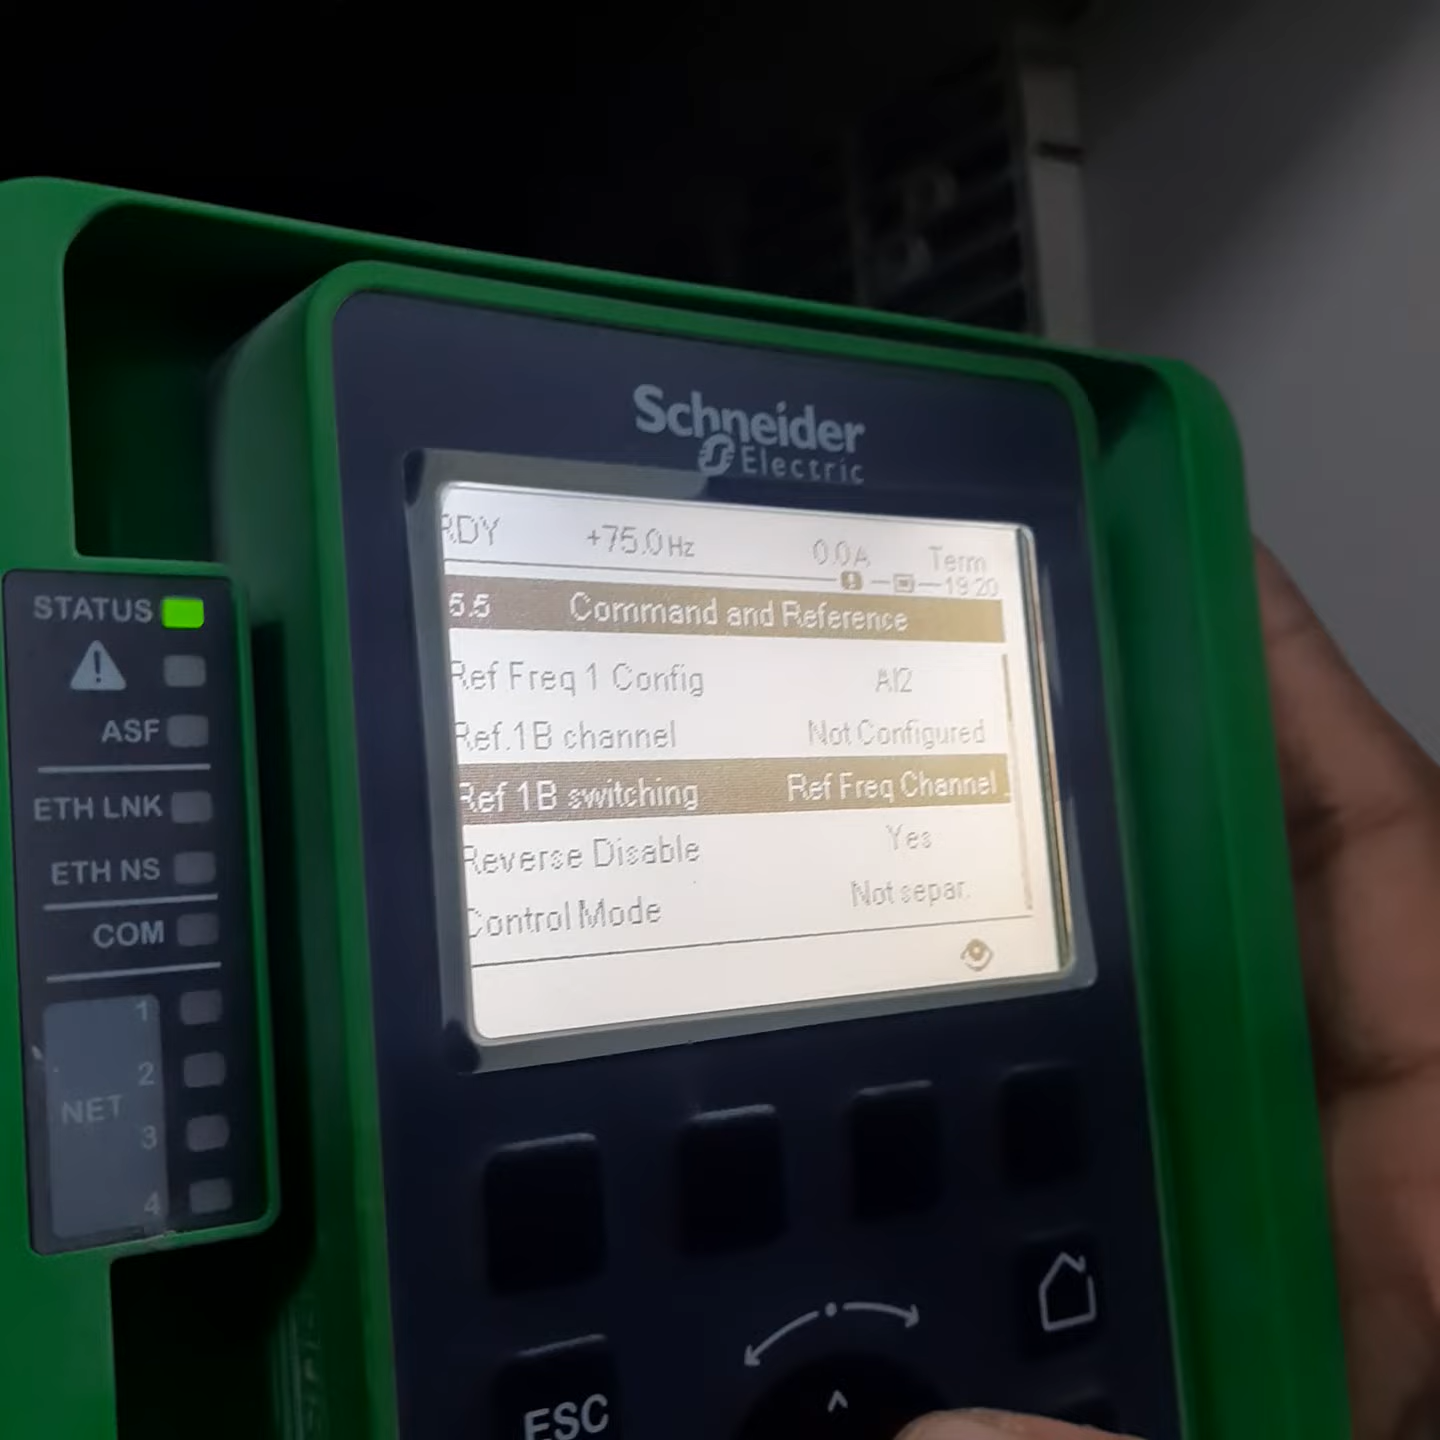 Schneider
Electric
RDY +75.0 Hz 0.0A Term
19:20
5.5 Command and Reference
Ref Freq 1 Config AI2
Ref.1B channel Not Configured
Ref 1B switching Ref Freq Channel
Reverse Disable Yes
Control Mode Not separ.
STATUS
ASF
ETH LNK
ETH NS
COM
NET
1
2
3
4
ESC